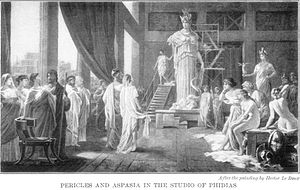 After the painting by Hector Le Roux
PERICLES AND ASPASIA IN THE STUDIO OF PHIDIAS